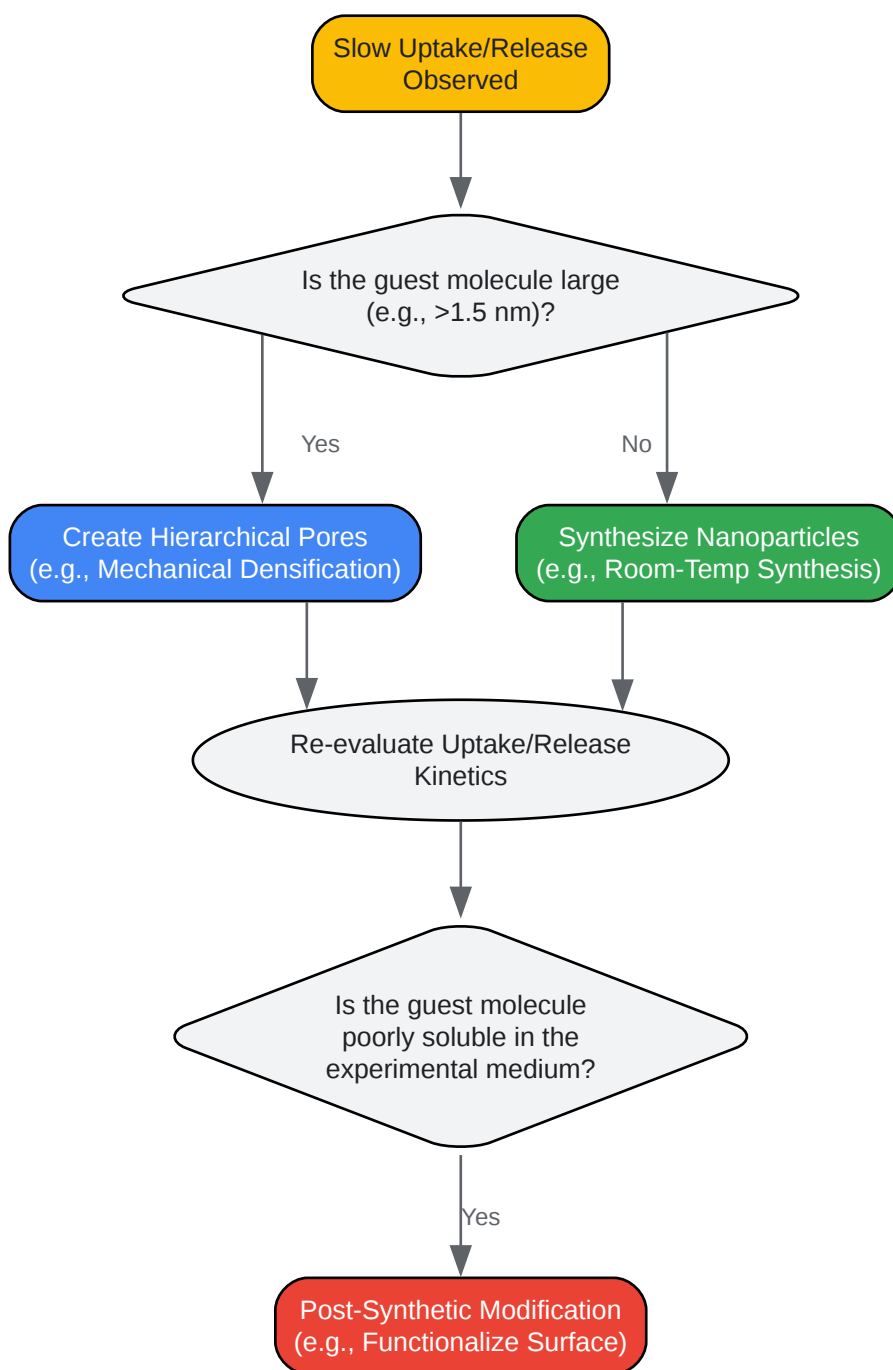 Slow Uptake/Release
Observed
Is the guest molecule large
(e.g., >1.5 nm)?
Yes
No
Create Hierarchical Pores
(e.g., Mechanical Densification)
Synthesize Nanoparticles
(e.g., Room-Temp Synthesis)
Re-evaluate Uptake/Release
Kinetics
Is the guest molecule
poorly soluble in the
experimental medium?
Yes
Post-Synthetic Modification
(e.g., Functionalize Surface)